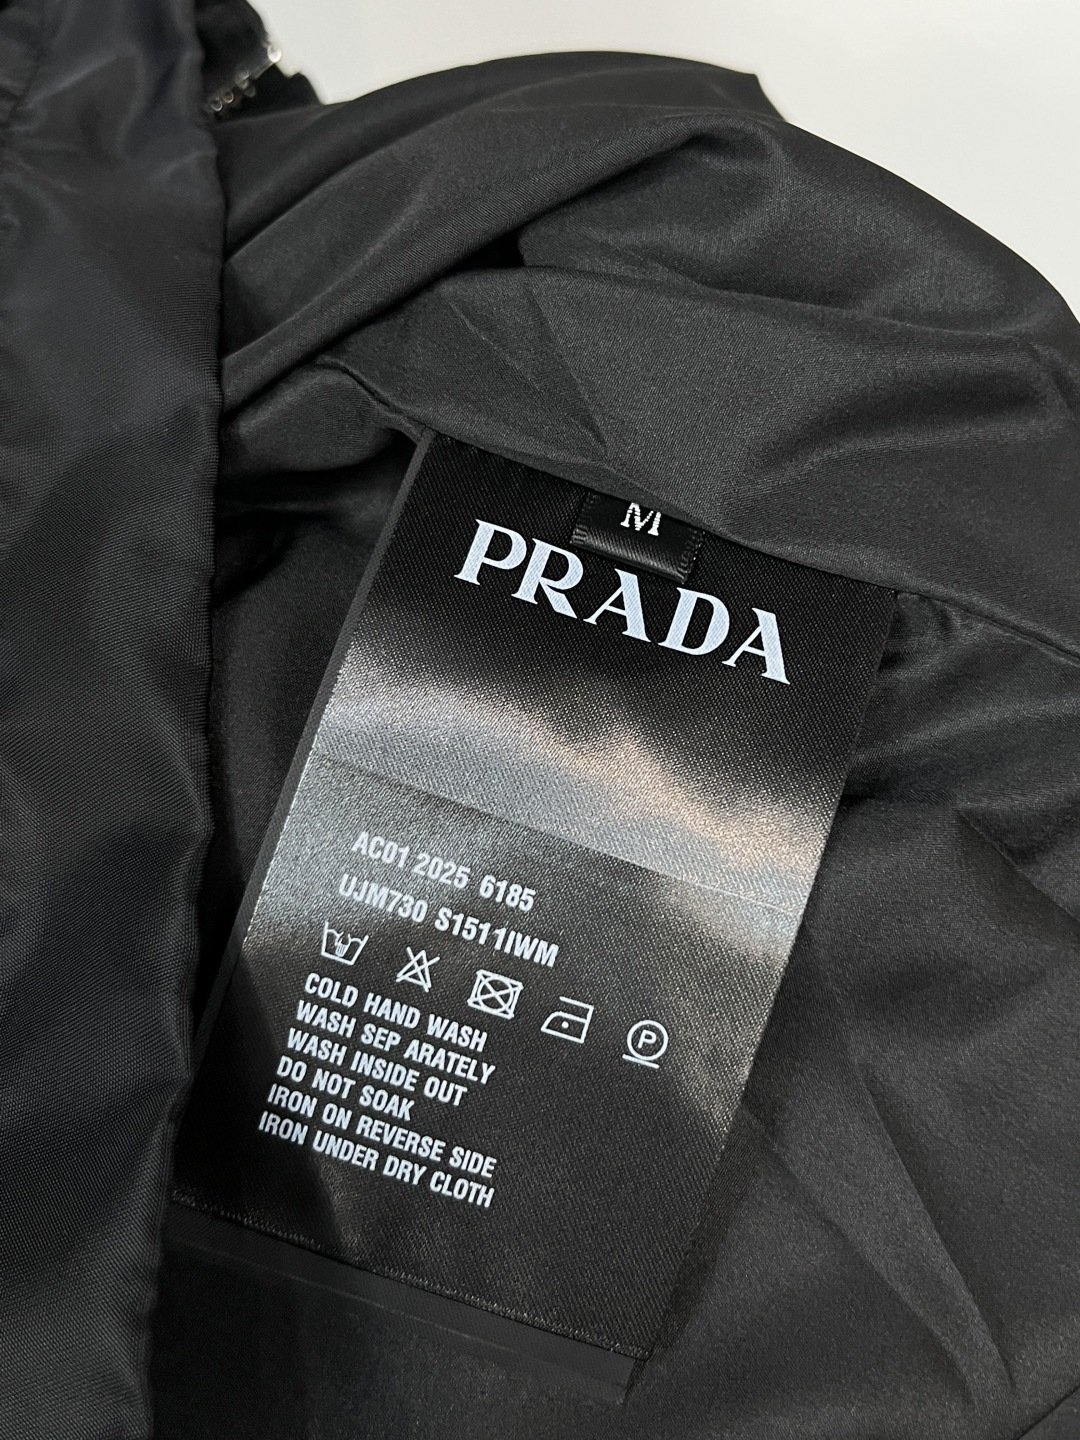 M
PRADA
AC01 2025 6185
UJM730 S1511IWM
P
COLD HAND WASH
WASH SEP ARATELY
WASH INSIDE OUT
DO NOT SOAK
IRON ON REVERSE SIDE
IRON UNDER DRY CLOTH